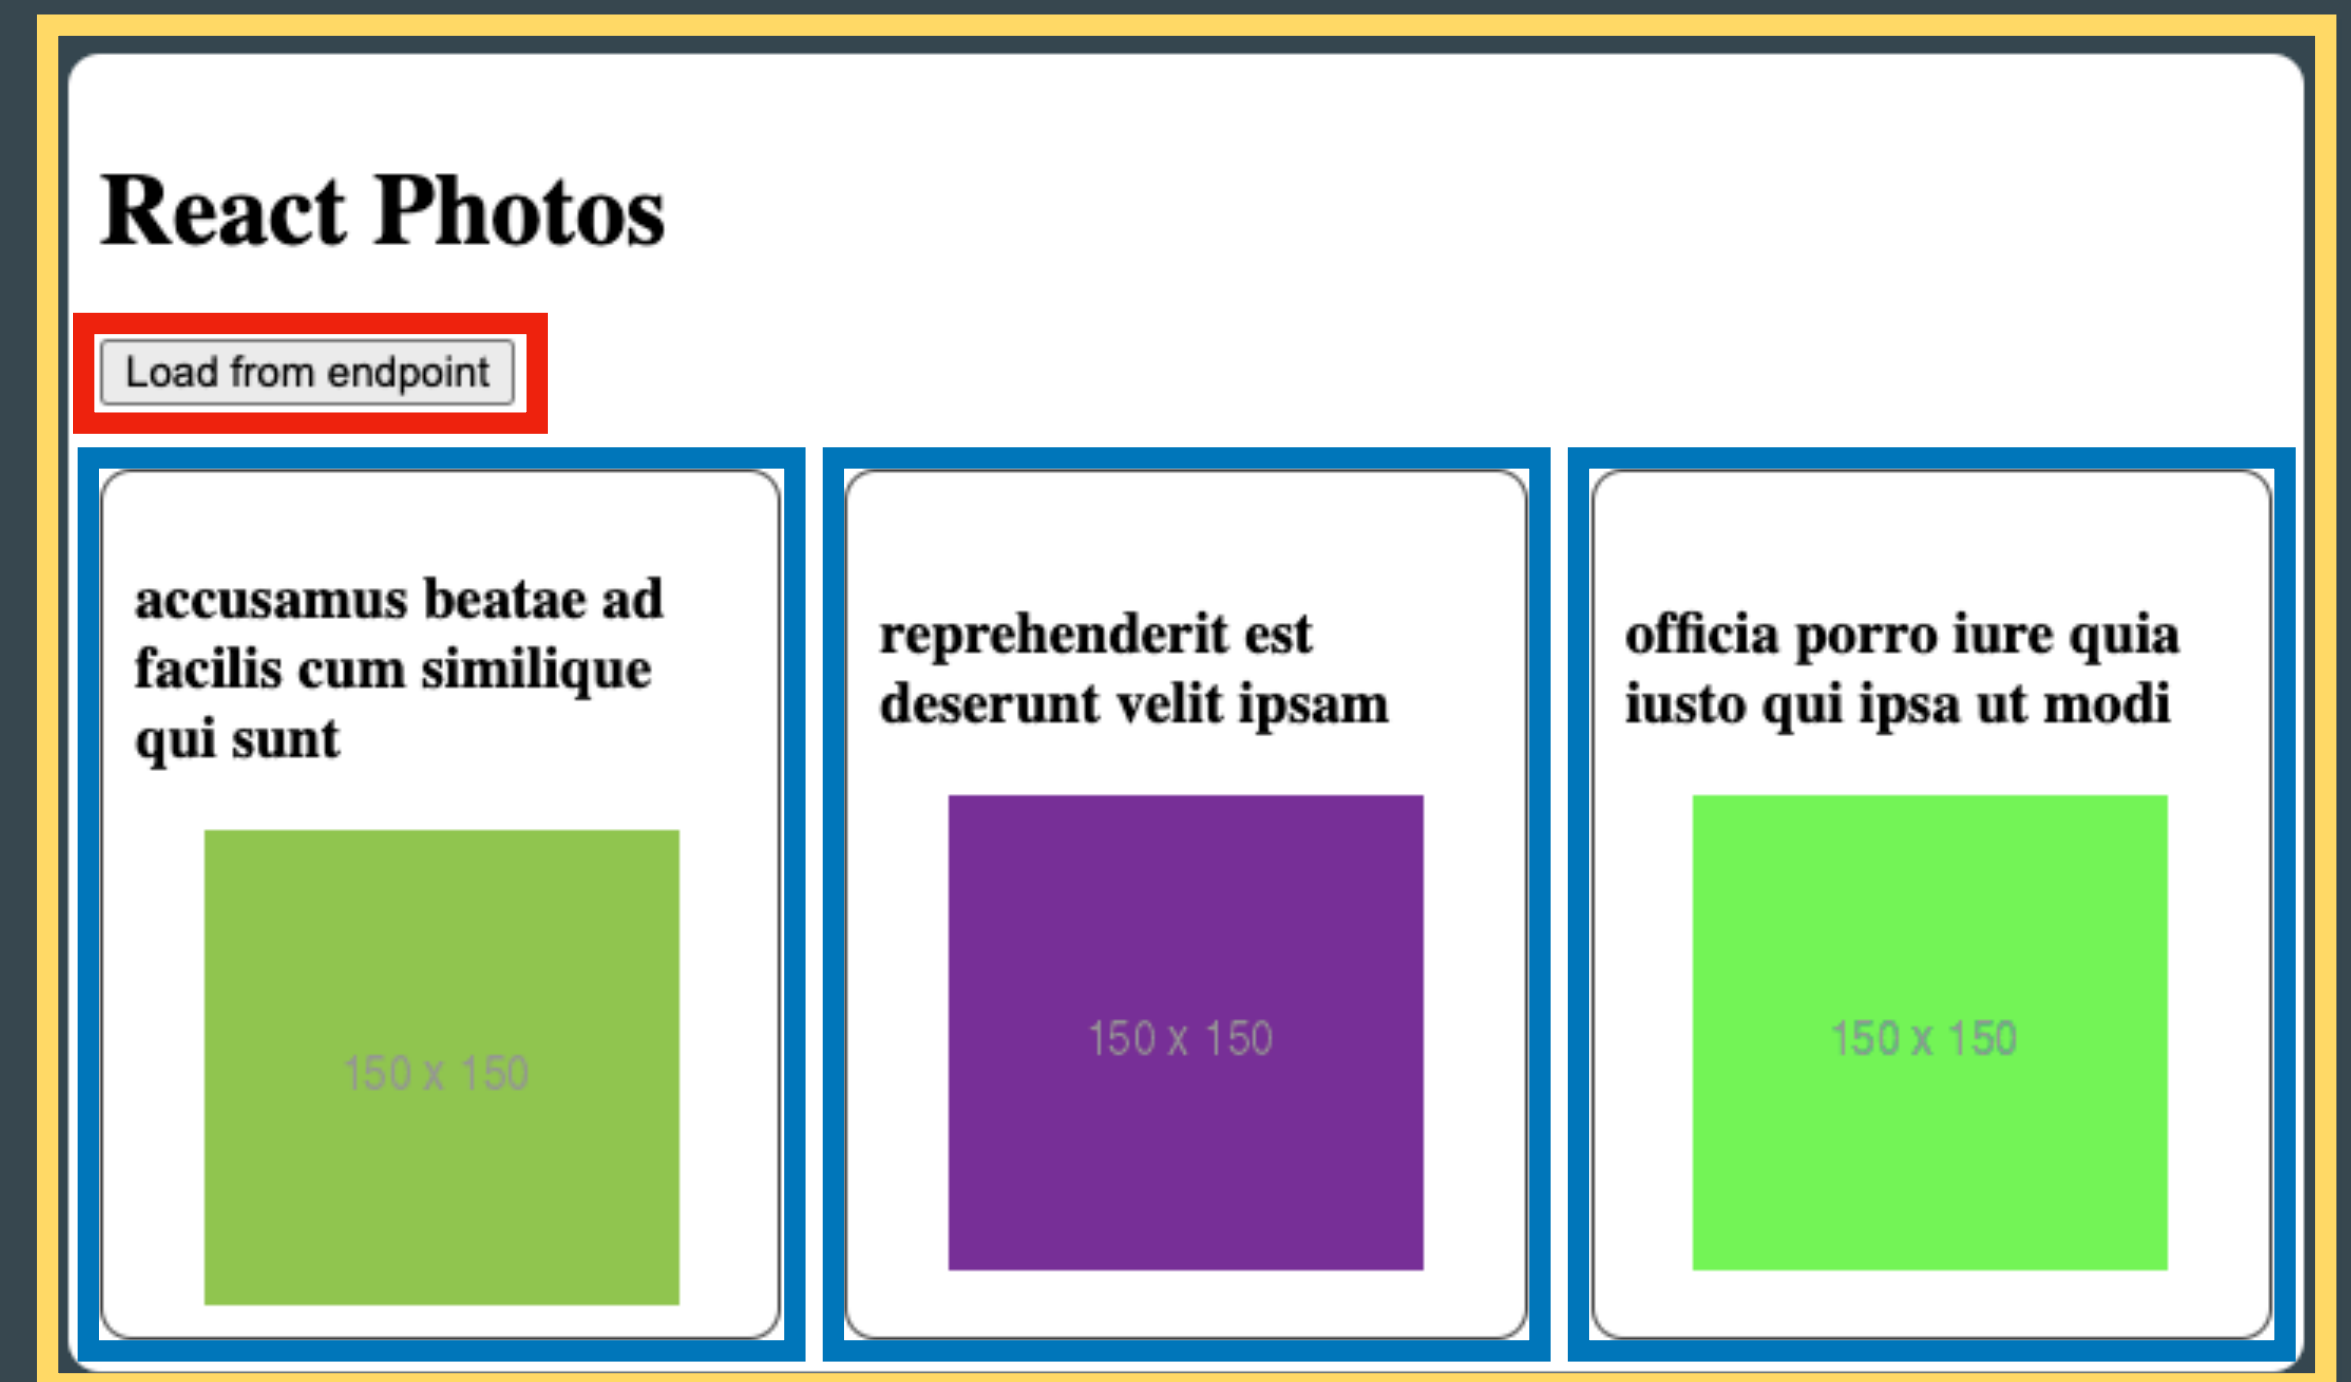 React Photos
Load from endpoint
accusamus beatae ad
facilis cum similique
qui sunt
150 x 150
reprehenderit est
deserunt velit ipsam
150 x 150
officia porro iure quia
iusto qui ipsa ut modi
150 x 150